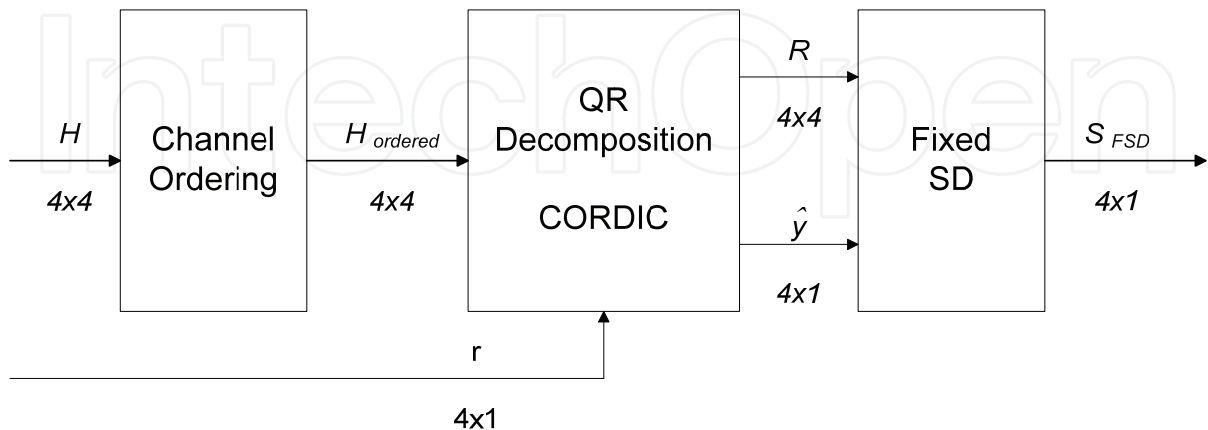 IntechOpen
H
4x4
Channel
Ordering
H ordered
4x4
QR
Decomposition
CORDIC
R
4x4
ŷ
4x1
Fixed
SD
S FSD
4x1
r
4x1